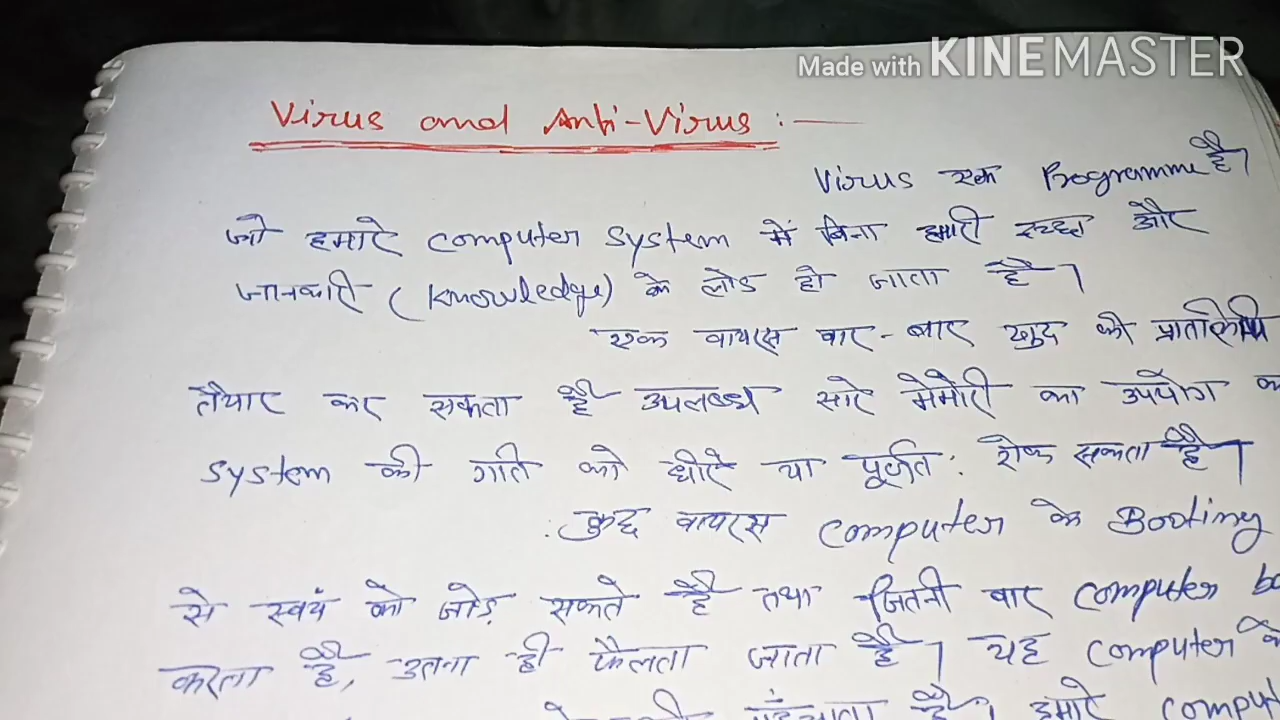 Made with KINEMASTER
Virus and Anti-Virus :—
Virus एक Programme है।
जो हमारे computer system में बिना हमारी इच्छा और
जानकारी (knowledge) के लोड हो जाता है।
एक वायरस बार-बार खुद की प्रतिलिपि
तैयार कर सकता है उपलब्ध सारे मेमोरी का उपयोग
system की गति को धीरे या पूर्णत: रोक सकता है।
कुछ वायरस computer के Booting
से स्वयं को जोड़ सकते है तथा जितनी बार computer
करता है, उतना ही फैलता जाता है। यह computer के
पहुंचाता है। हमारे